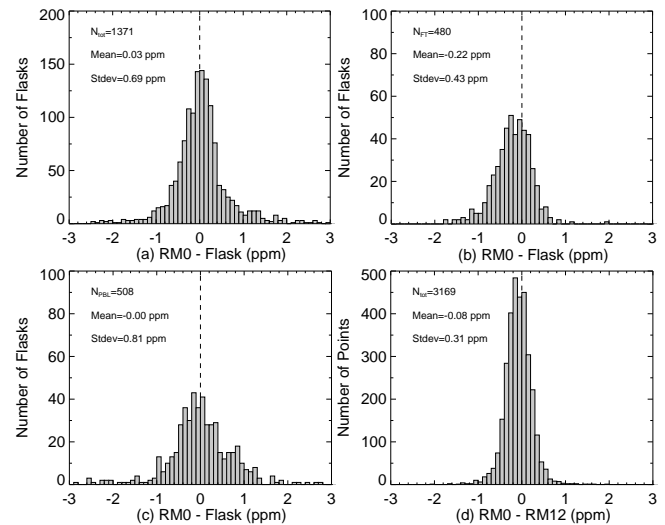 200
150
100
50
0
Number of Flasks
N_tot=1371
Mean=0.03 ppm
Stdev=0.69 ppm
-3 -2 -1 0 1 2 3
(a) RM0 - Flask (ppm)
100
80
60
40
20
0
Number of Flasks
N_FT=480
Mean=-0.22 ppm
Stdev=0.43 ppm
-3 -2 -1 0 1 2 3
(b) RM0 - Flask (ppm)
100
80
60
40
20
0
Number of Flasks
N_PBL=508
Mean=-0.00 ppm
Stdev=0.81 ppm
-3 -2 -1 0 1 2 3
(c) RM0 - Flask (ppm)
500
400
300
200
100
0
Number of Points
N_tot=3169
Mean=-0.08 ppm
Stdev=0.31 ppm
-3 -2 -1 0 1 2 3
(d) RM0 - RM12 (ppm)